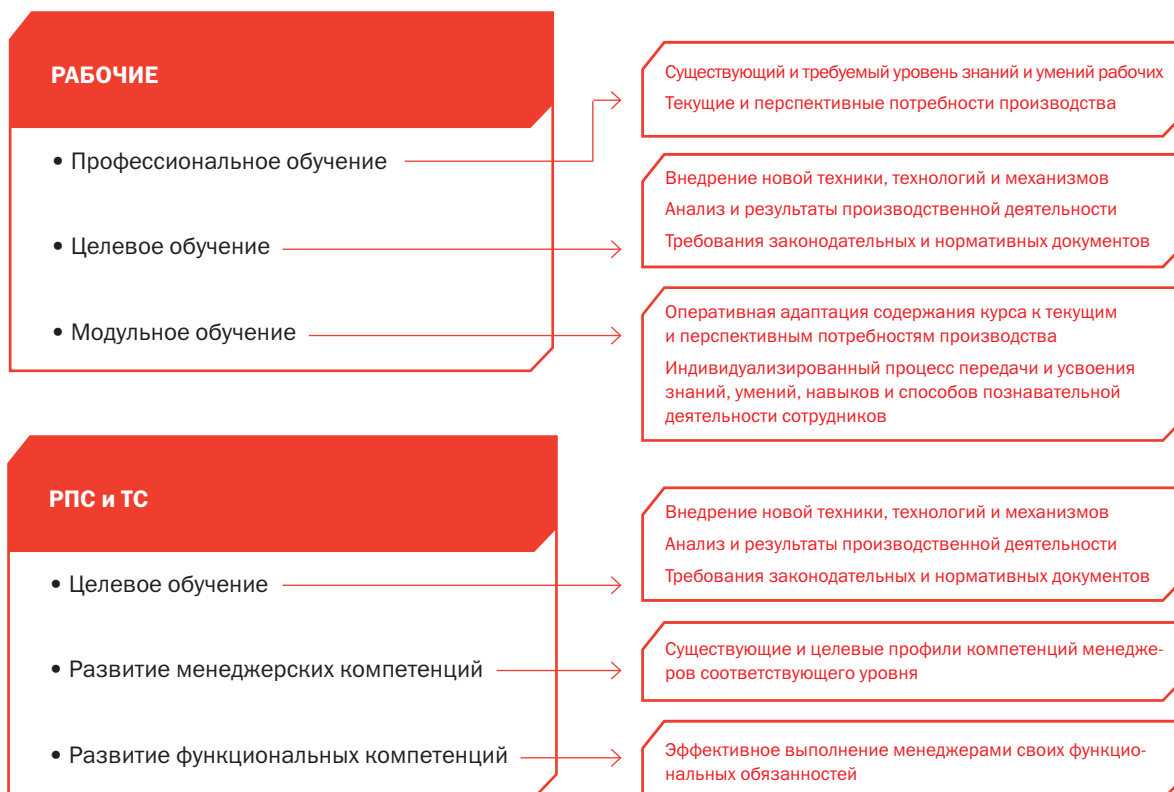 РАБОЧИЕ
• Профессиональное обучение
Существующий и требуемый уровень знаний и умений рабочих
Текущие и перспективные потребности производства
• Целевое обучение
Внедрение новой техники, технологий и механизмов
Анализ и результаты производственной деятельности
Требования законодательных и нормативных документов
• Модульное обучение
Оперативная адаптация содержания курса к текущим
и перспективным потребностям производства
Индивидуализированный процесс передачи и усвоения
знаний, умений, навыков и способов познавательной
деятельности сотрудников
РПС и ТС
• Целевое обучение
Внедрение новой техники, технологий и механизмов
Анализ и результаты производственной деятельности
Требования законодательных и нормативных документов
• Развитие менеджерских компетенций
Существующие и целевые профили компетенций менедже-
ров соответствующего уровня
• Развитие функциональных компетенций
Эффективное выполнение менеджерами своих функцио-
нальных обязанностей